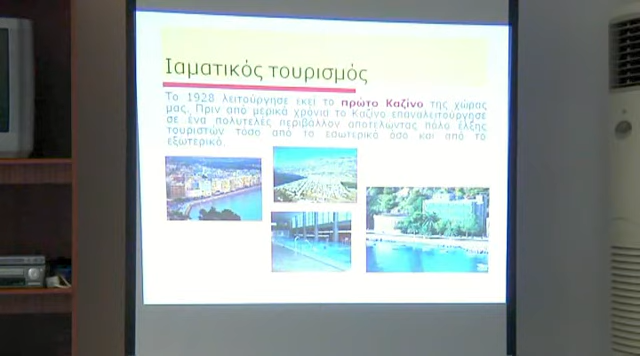 Ιαματικός τουρισμός
Το 1928 λειτούργησε εκεί το πρώτο Καζίνο της χώρας
μας. Πριν από μερικά χρόνια το Καζίνο επαναλειτούργησε
σε ένα πολυτελές περιβάλλον αποτελώντας πόλο έλξης
τουριστών τόσο από το εσωτερικό όσο και από το
εξωτερικό.